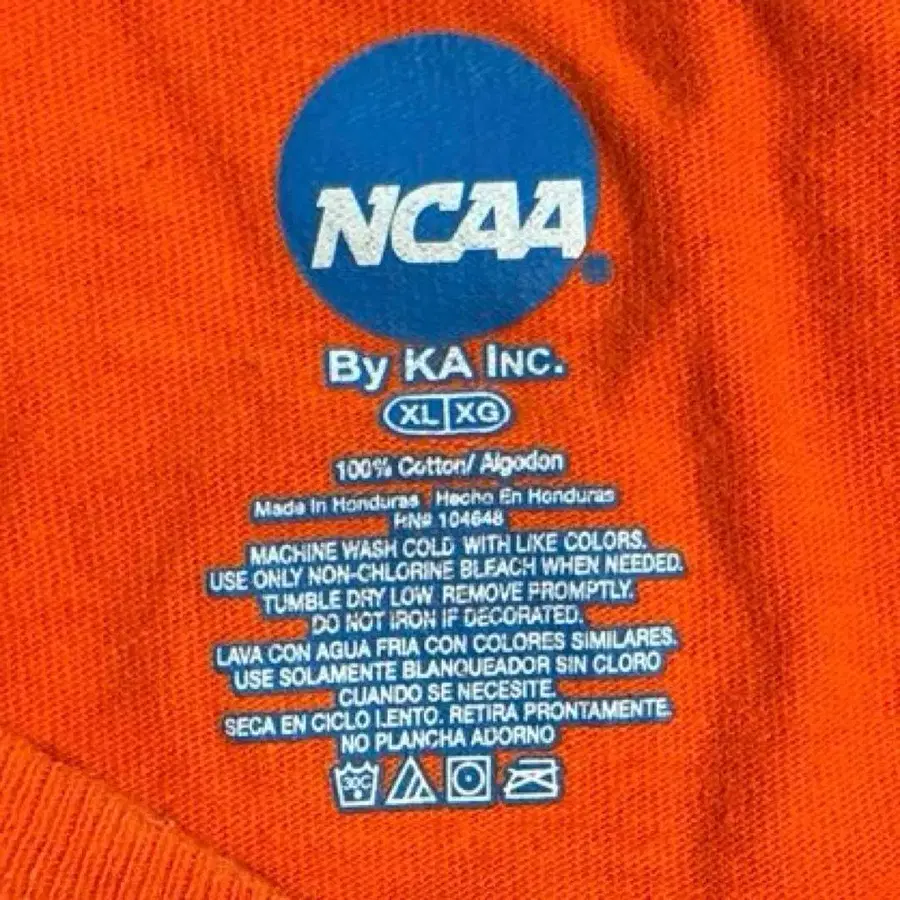 NCAA®
By KA INC.
XL XG
100% Cotton/ Algodon
Made In Honduras Hecho En Honduras
RN# 104648
MACHINE WASH COLD WITH LIKE COLORS.
USE ONLY NON-CHLORINE BLEACH WHEN NEEDED.
TUMBLE DRY LOW. REMOVE PROMPTLY.
DO NOT IRON IF DECORATED.
LAVA CON AGUA FRIA CON COLORES SIMILARES.
USE SOLAMENTE BLANQUEADOR SIN CLORO
CUANDO SE NECESITE.
SECA EN CICLO LENTO. RETIRA PRONTAMENTE.
NO PLANCHA ADORNO
30C